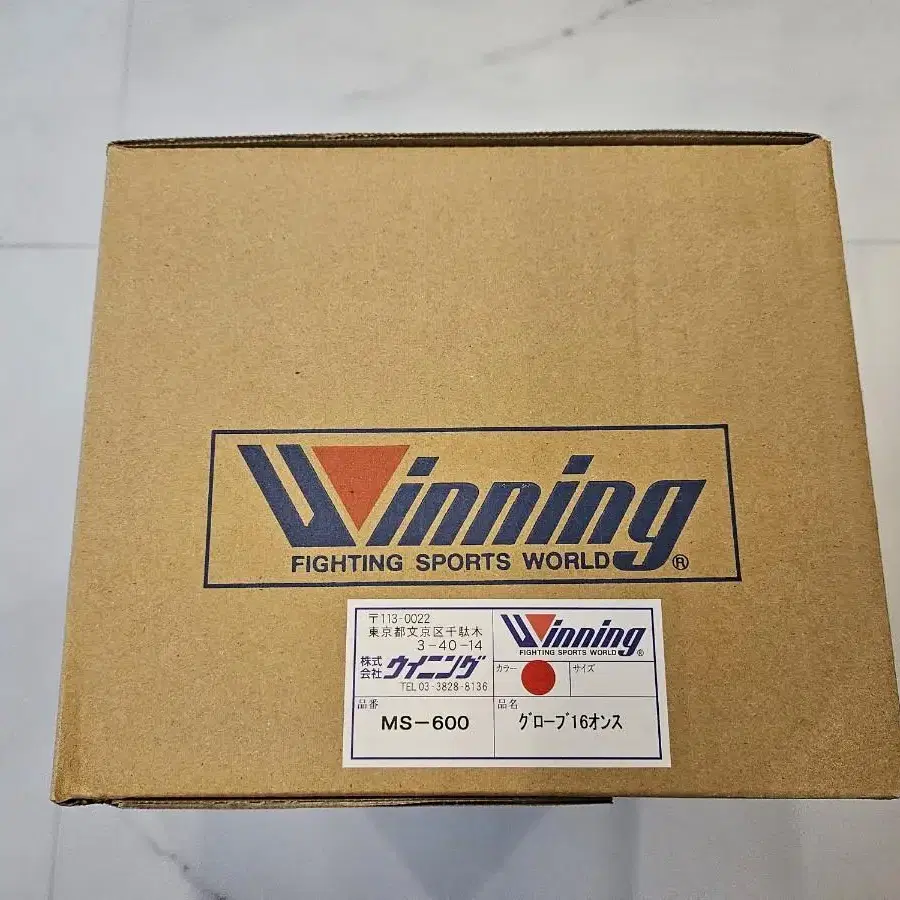 Winning
FIGHTING SPORTS WORLD ®
〒113-0022
東京都文京区千駄木
3-40-14
株式会社 ウイニング
TEL 03-3828-8136
Winning
FIGHTING SPORTS WORLD ®
カラー
サイズ
品番
MS-600
品名
グローブ16オンス